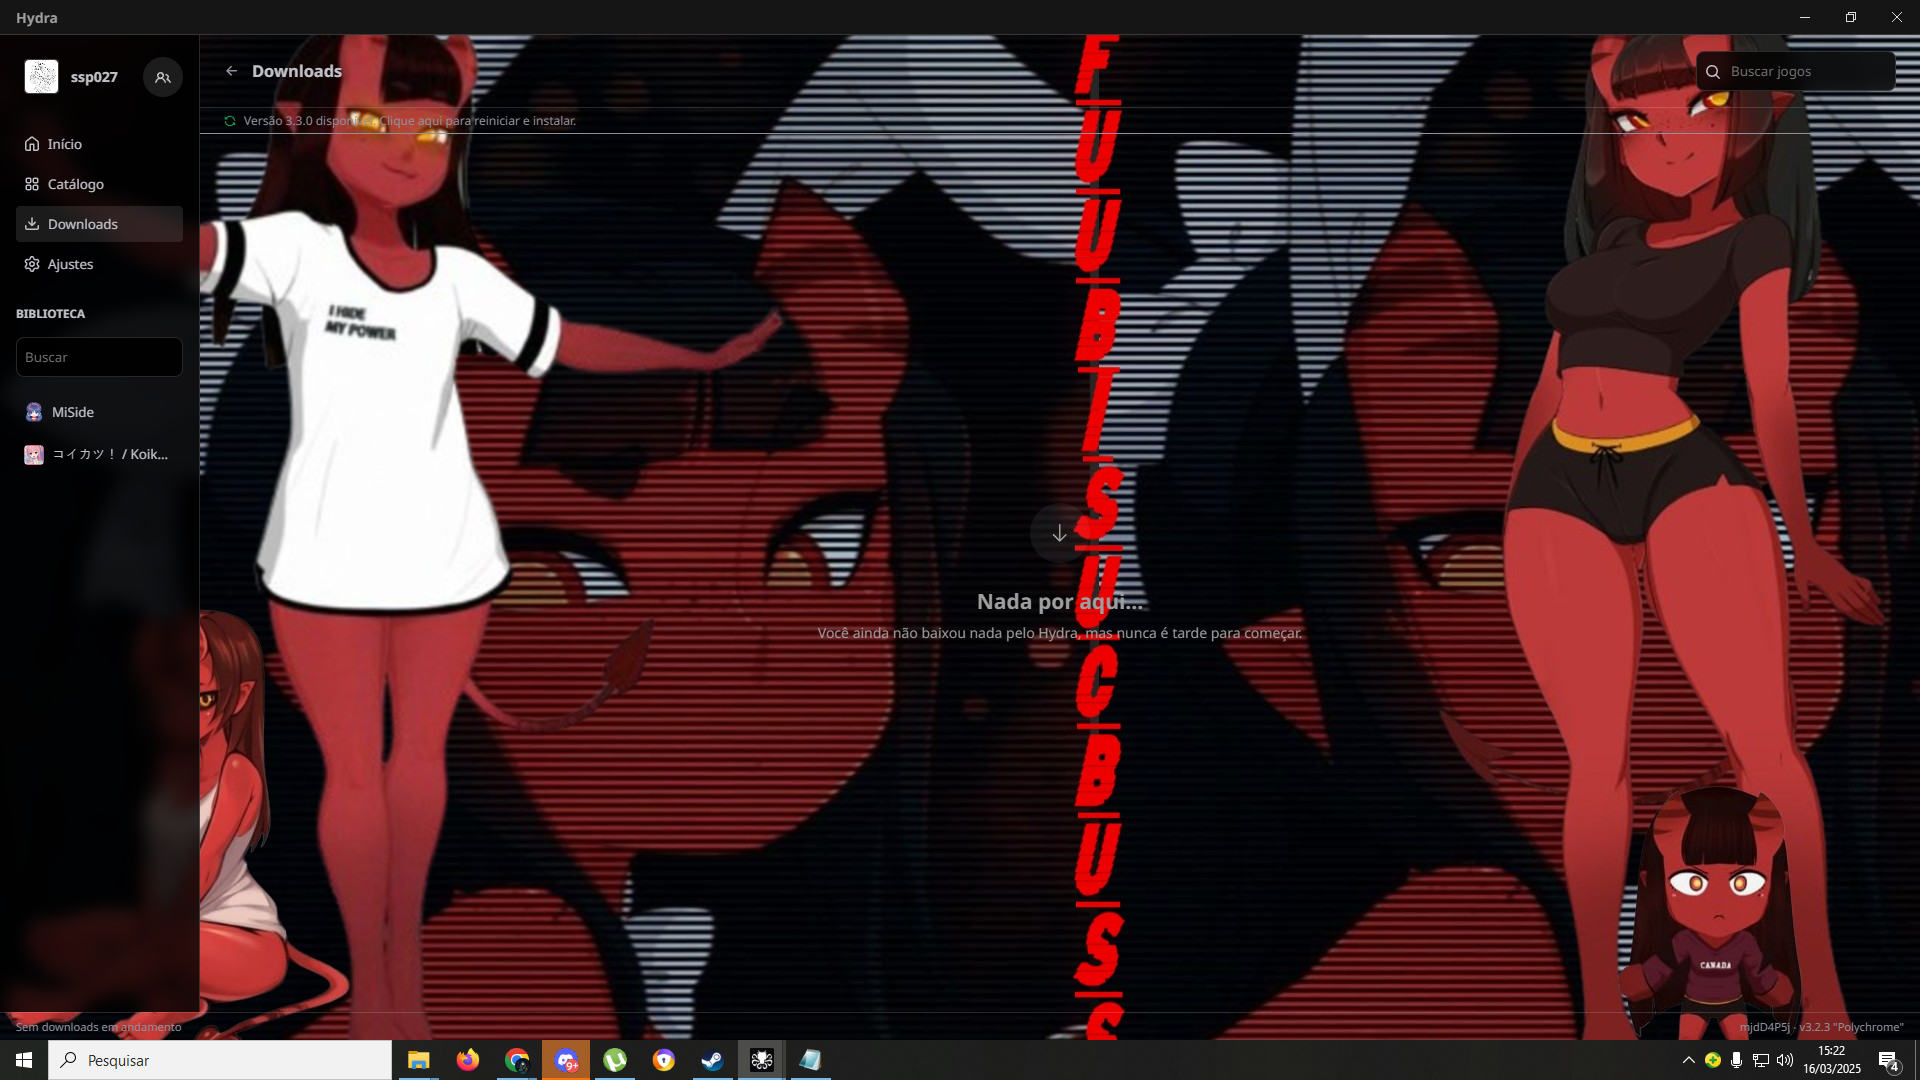 Hydra
ssp027
Downloads
Buscar jogos
Versão 3.3.0 disponível. Clique aqui para reiniciar e instalar.
Início
Catálogo
Downloads
Ajustes
BIBLIOTECA
Buscar
MiSide
コイカツ！ / Koik...
I HIDE
MY POWER
F
U
U
B
T
S
U
C
B
U
S
S
Nada por aqui...
Você ainda não baixou nada pelo Hydra, mas nunca é tarde para começar.
CANADA
Sem downloads em andamento
mjdD4P5j - v3.2.3 "Polychrome"
Pesquisar
9+
15:22
16/03/2025
4